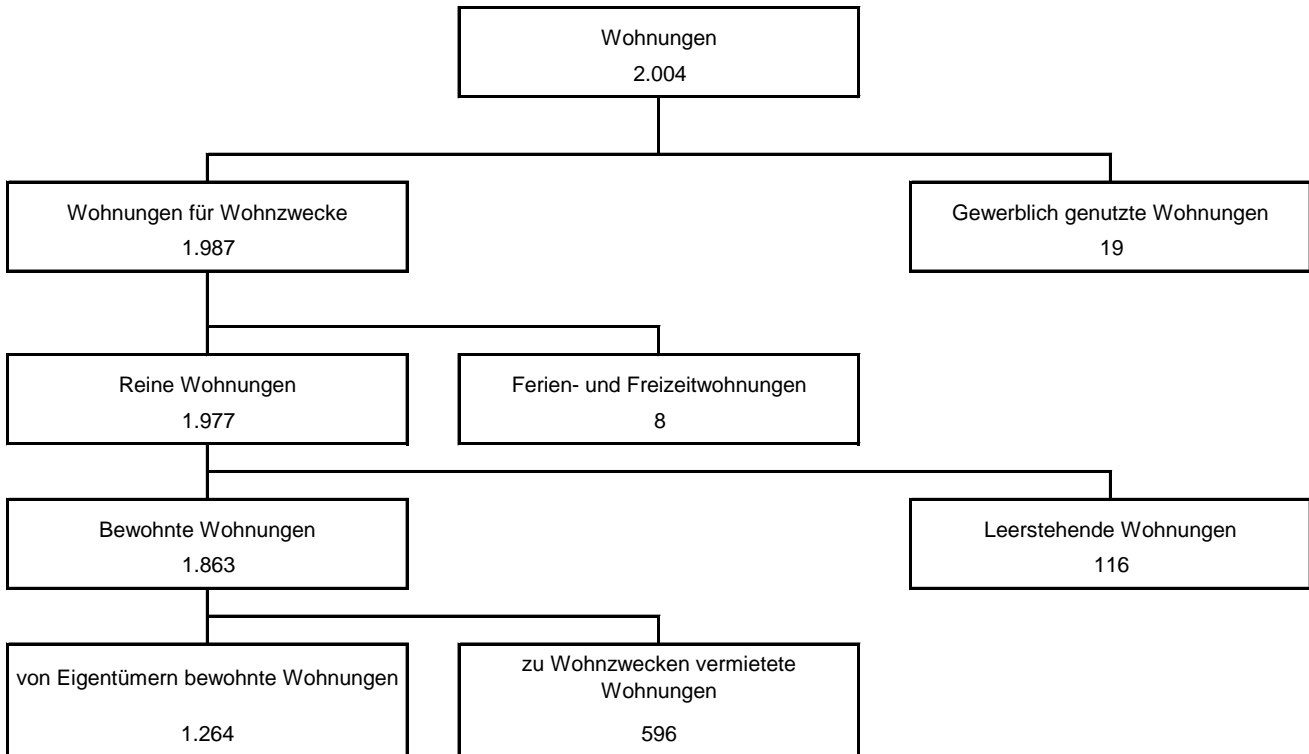 Wohnungen
2.004
Wohnungen für Wohnzwecke
1.987
Gewerblich genutzte Wohnungen
19
Reine Wohnungen
1.977
Ferien- und Freizeitwohnungen
8
Bewohnte Wohnungen
1.863
Leerstehende Wohnungen
116
von Eigentümern bewohnte Wohnungen
1.264
zu Wohnzwecken vermietete
Wohnungen
596